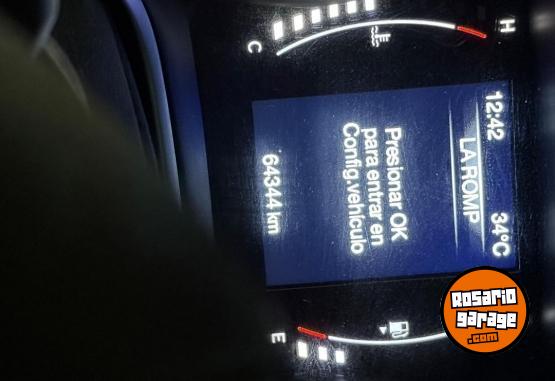 H
C
12:42 34°C
LA ROMP
Presionar OK
para entrar en
Config.vehículo
64344 km
E
ROSARIO
GARAGE
.COM